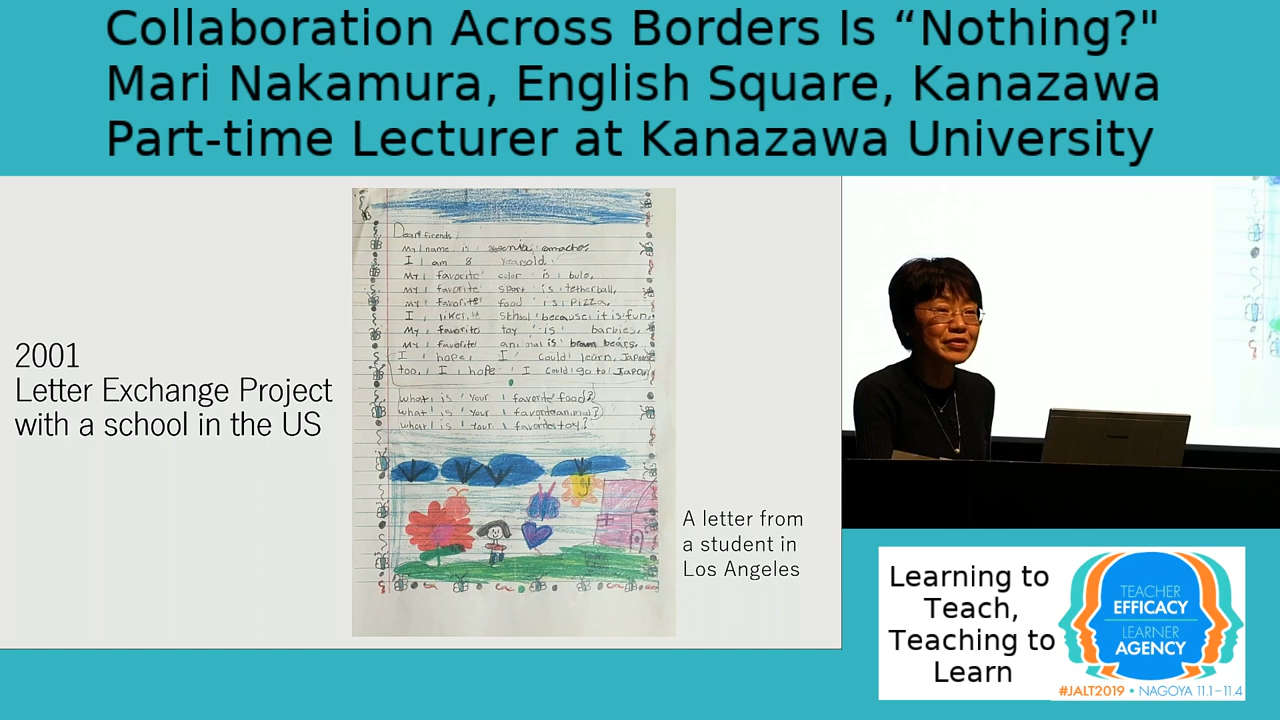 Collaboration Across Borders Is “Nothing?"
Mari Nakamura, English Square, Kanazawa
Part-time Lecturer at Kanazawa University
2001
Letter Exchange Project
with a school in the US
Dear firends,
My name is
I am 8 yearsold.
My favorite color is bule,
My favorite sport is tetherball,
my favorite food is pizza,
I like because it is fun,
My favorite toy is barbies,
My favorite animal is brown bears.
I hope I could learn
too, I hope I could go to Japan
what is your favorite food?
what is your favorite animal?
what is your favorite toy?
A letter from
a student in
Los Angeles
Panasonic
Learning to
Teach,
Teaching to
Learn
TEACHER
EFFICACY
LEARNER
AGENCY
#JALT2019 • NAGOYA 11.1–11.4